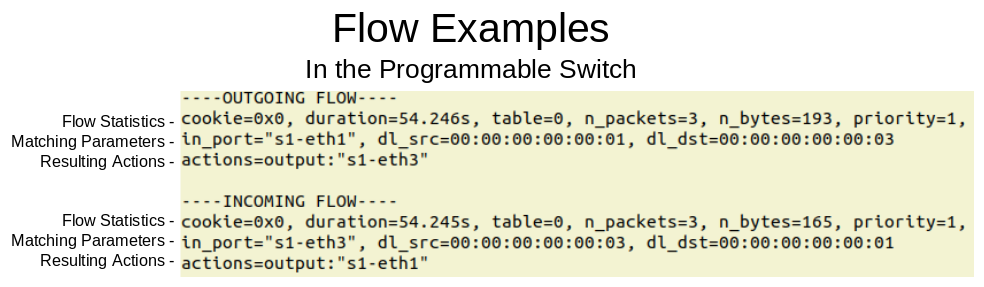 Flow Examples
In the Programmable Switch
----OUTGOING FLOW----
Flow Statistics - cookie=0x0, duration=54.246s, table=0, n_packets=3, n_bytes=193, priority=1,
Matching Parameters - in_port="s1-eth1", dl_src=00:00:00:00:00:01, dl_dst=00:00:00:00:00:03
Resulting Actions - actions=output:"s1-eth3"
----INCOMING FLOW----
Flow Statistics - cookie=0x0, duration=54.245s, table=0, n_packets=3, n_bytes=165, priority=1,
Matching Parameters - in_port="s1-eth3", dl_src=00:00:00:00:00:03, dl_dst=00:00:00:00:00:01
Resulting Actions - actions=output:"s1-eth1"